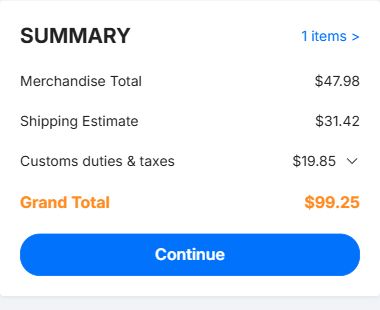 SUMMARY 1 items >
Merchandise Total $47.98
Shipping Estimate $31.42
Customs duties & taxes $19.85
Grand Total $99.25
Continue